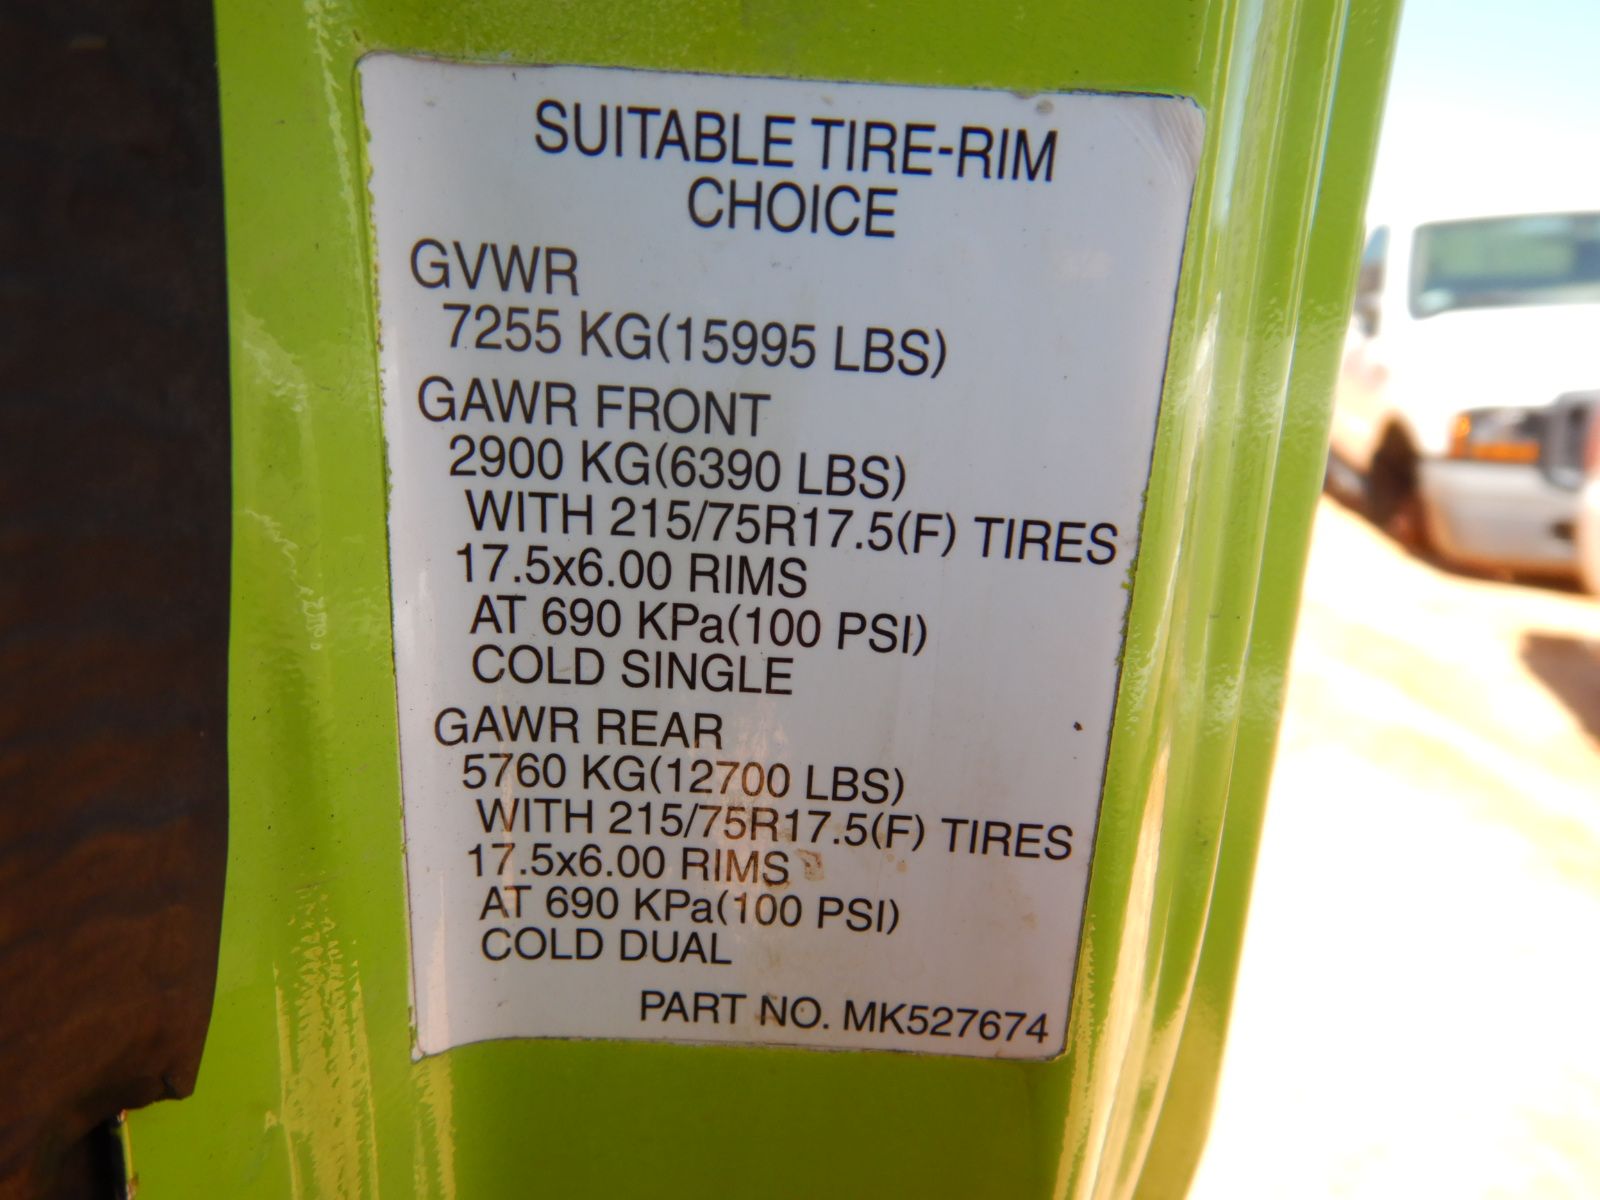 SUITABLE TIRE-RIM
CHOICE
GVWR
7255 KG(15995 LBS)
GAWR FRONT
2900 KG(6390 LBS)
WITH 215/75R17.5(F) TIRES
17.5x6.00 RIMS
AT 690 KPa(100 PSI)
COLD SINGLE
GAWR REAR
5760 KG(12700 LBS)
WITH 215/75R17.5(F) TIRES
17.5x6.00 RIMS
AT 690 KPa(100 PSI)
COLD DUAL
PART NO. MK527674